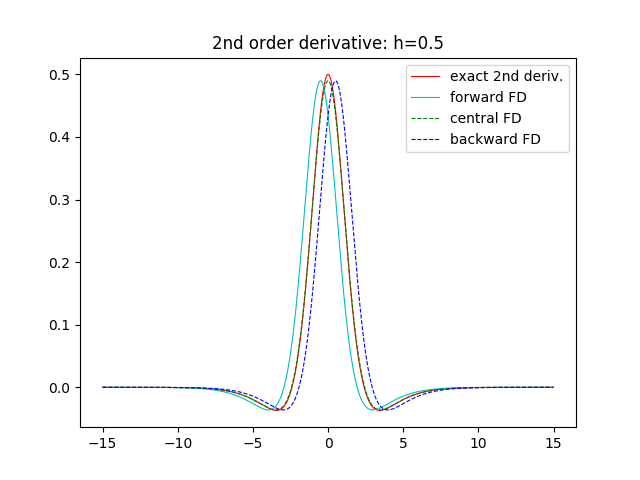 2nd order derivative: h=0.5
exact 2nd deriv.
forward FD
central FD
backward FD
0.5
0.4
0.3
0.2
0.1
0.0
−15
−10
−5
0
5
10
15